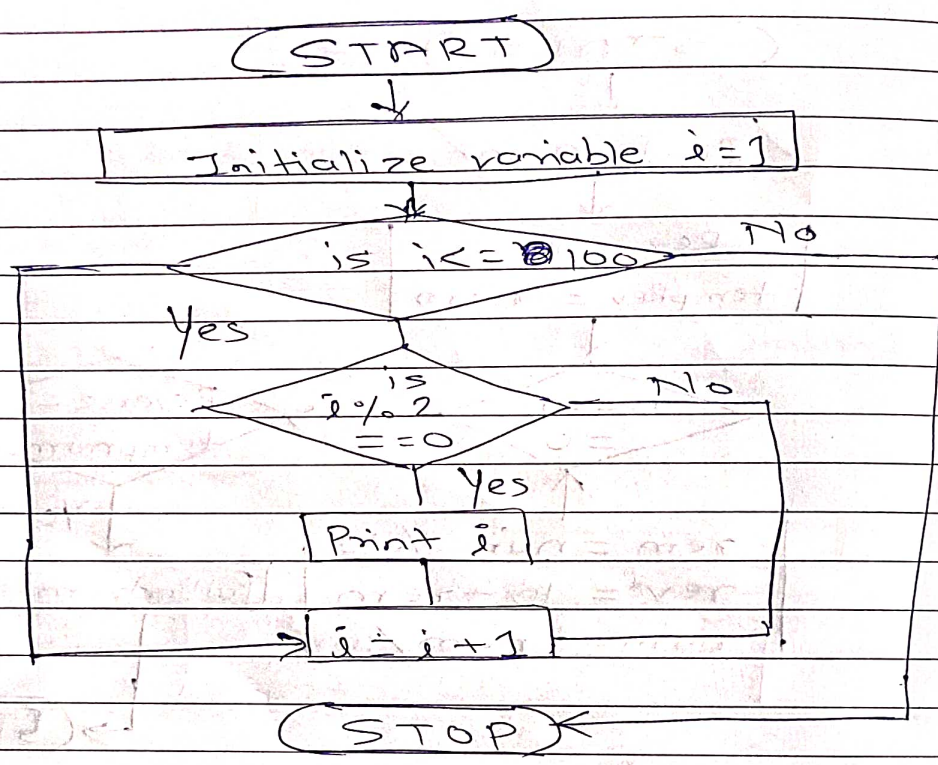 START
Initialize variable i=1
is i<= 100
No
Yes
is
i%2
==0
No
Yes
Print i
i=i+1
STOP